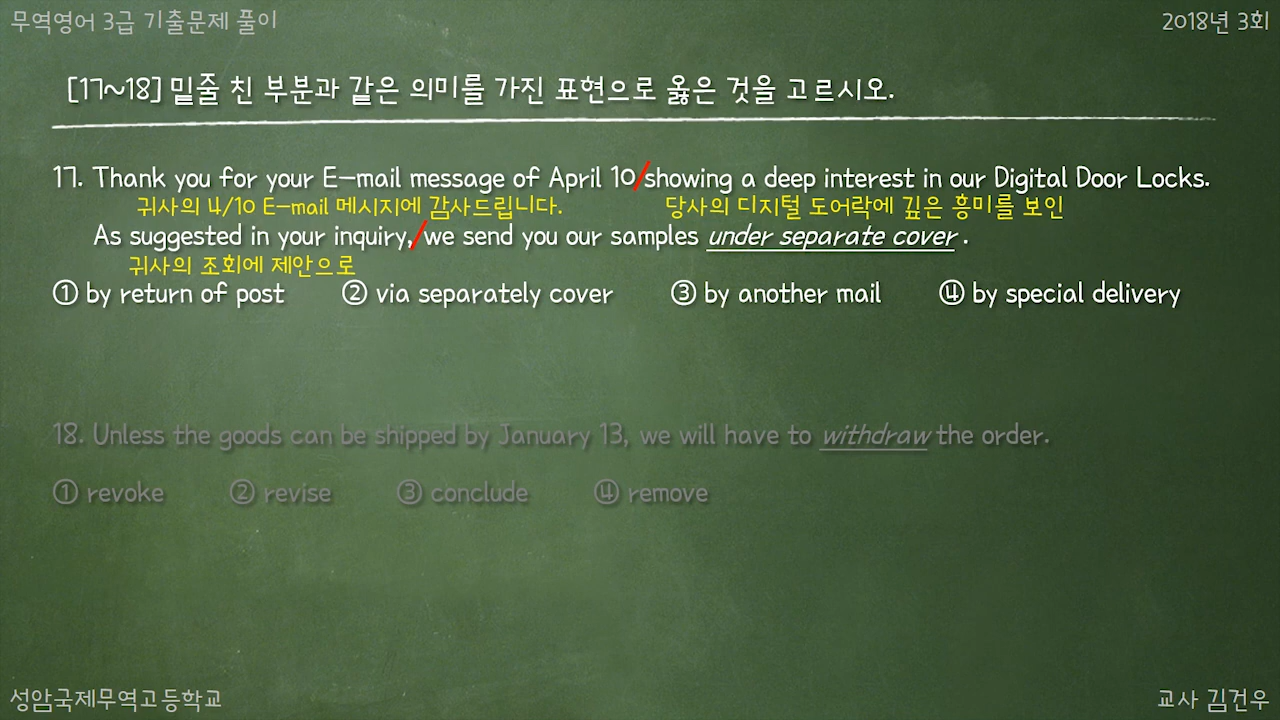 무역영어 3급 기출문제 풀이
2018년 3회
[17~18] 밑줄 친 부분과 같은 의미를 가진 표현으로 옳은 것을 고르시오.
17. Thank you for your E-mail message of April 10/showing a deep interest in our Digital Door Locks.
귀사의 4/10 E-mail 메시지에 감사드립니다. 당사의 디지털 도어락에 깊은 흥미를 보인
As suggested in your inquiry,/we send you our samples under separate cover.
귀사의 조회에 제안으로
① by return of post ② via separately cover ③ by another mail ④ by special delivery
18. Unless the goods can be shipped by January 13, we will have to withdraw the order.
① revoke ② revise ③ conclude ④ remove
성암국제무역고등학교
교사 김건우